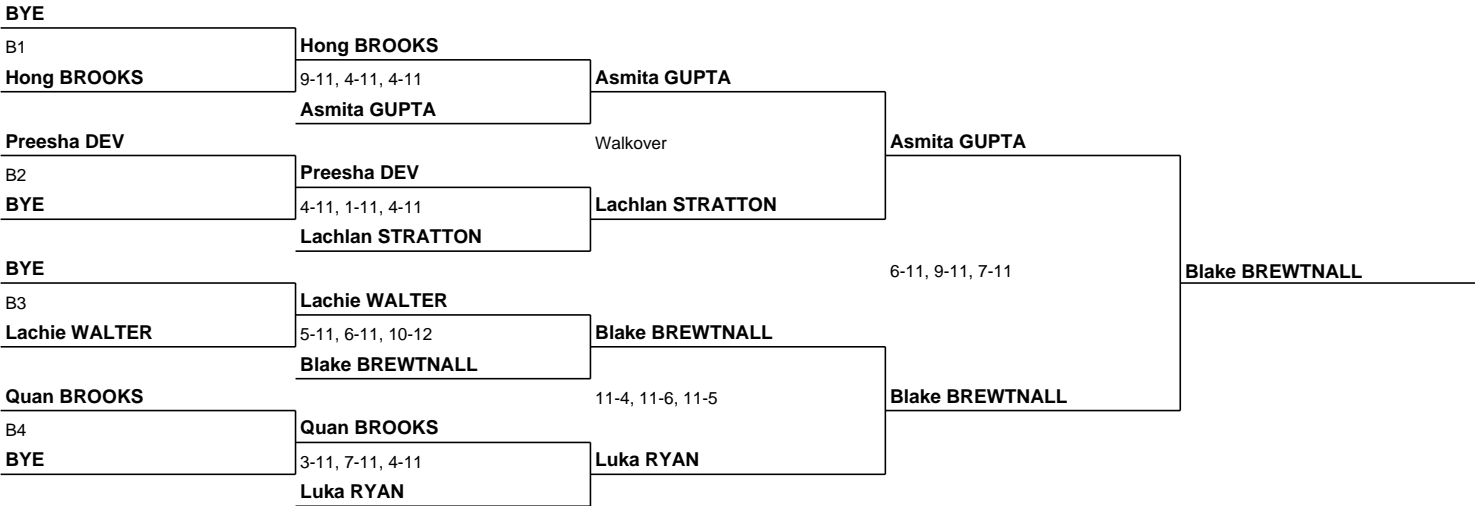 BYE
B1
Hong BROOKS
Hong BROOKS
9-11, 4-11, 4-11
Asmita GUPTA
Asmita GUPTA
Preesha DEV
B2
BYE
Preesha DEV
4-11, 1-11, 4-11
Lachlan STRATTON
Walkover
Lachlan STRATTON
Asmita GUPTA
BYE
B3
Lachie WALTER
Lachie WALTER
5-11, 6-11, 10-12
Blake BREWTNALL
Blake BREWTNALL
Quan BROOKS
B4
BYE
Quan BROOKS
3-11, 7-11, 4-11
Luka RYAN
11-4, 11-6, 11-5
Luka RYAN
Blake BREWTNALL
6-11, 9-11, 7-11
Blake BREWTNALL